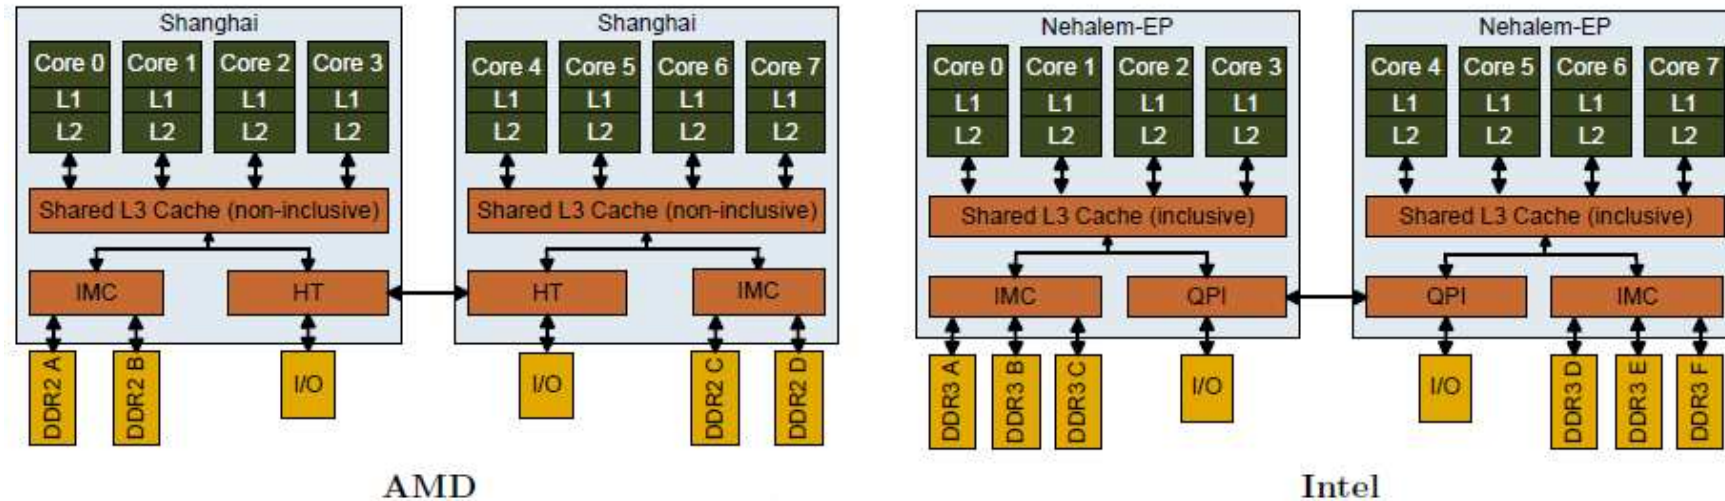 Shanghai
Core 0 Core 1 Core 2 Core 3
L1 L1 L1 L1
L2 L2 L2 L2
Shared L3 Cache (non-inclusive)
IMC HT
DDR2 A DDR2 B I/O
Shanghai
Core 4 Core 5 Core 6 Core 7
L1 L1 L1 L1
L2 L2 L2 L2
Shared L3 Cache (non-inclusive)
HT IMC
I/O DDR2 C DDR2 D
AMD
Nehalem-EP
Core 0 Core 1 Core 2 Core 3
L1 L1 L1 L1
L2 L2 L2 L2
Shared L3 Cache (inclusive)
IMC QPI
DDR3 A DDR3 B DDR3 C I/O
Nehalem-EP
Core 4 Core 5 Core 6 Core 7
L1 L1 L1 L1
L2 L2 L2 L2
Shared L3 Cache (inclusive)
QPI IMC
I/O DDR3 D DDR3 E DDR3 F
Intel